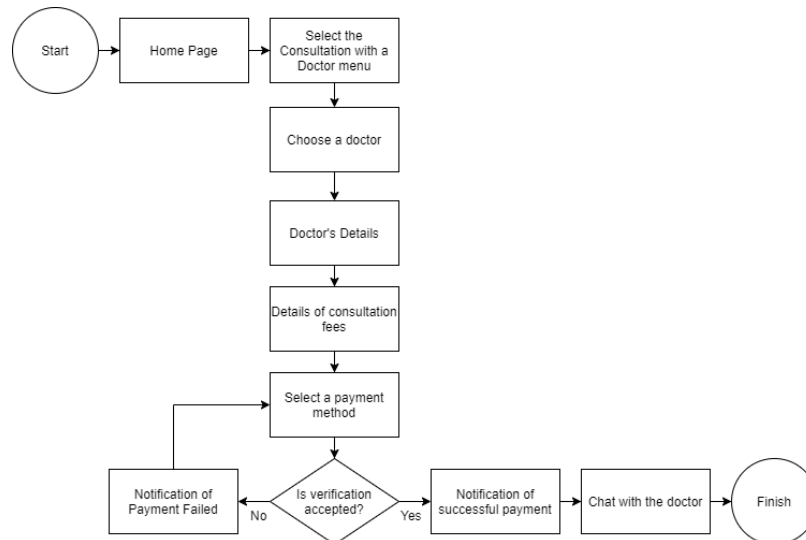 Start
Home Page
Select the
Consultation with a
Doctor menu
Choose a doctor
Doctor's Details
Details of consultation
fees
Select a payment
method
Notification of
Payment Failed
No
Is verification
accepted?
Yes
Notification of
successful payment
Chat with the doctor
Finish